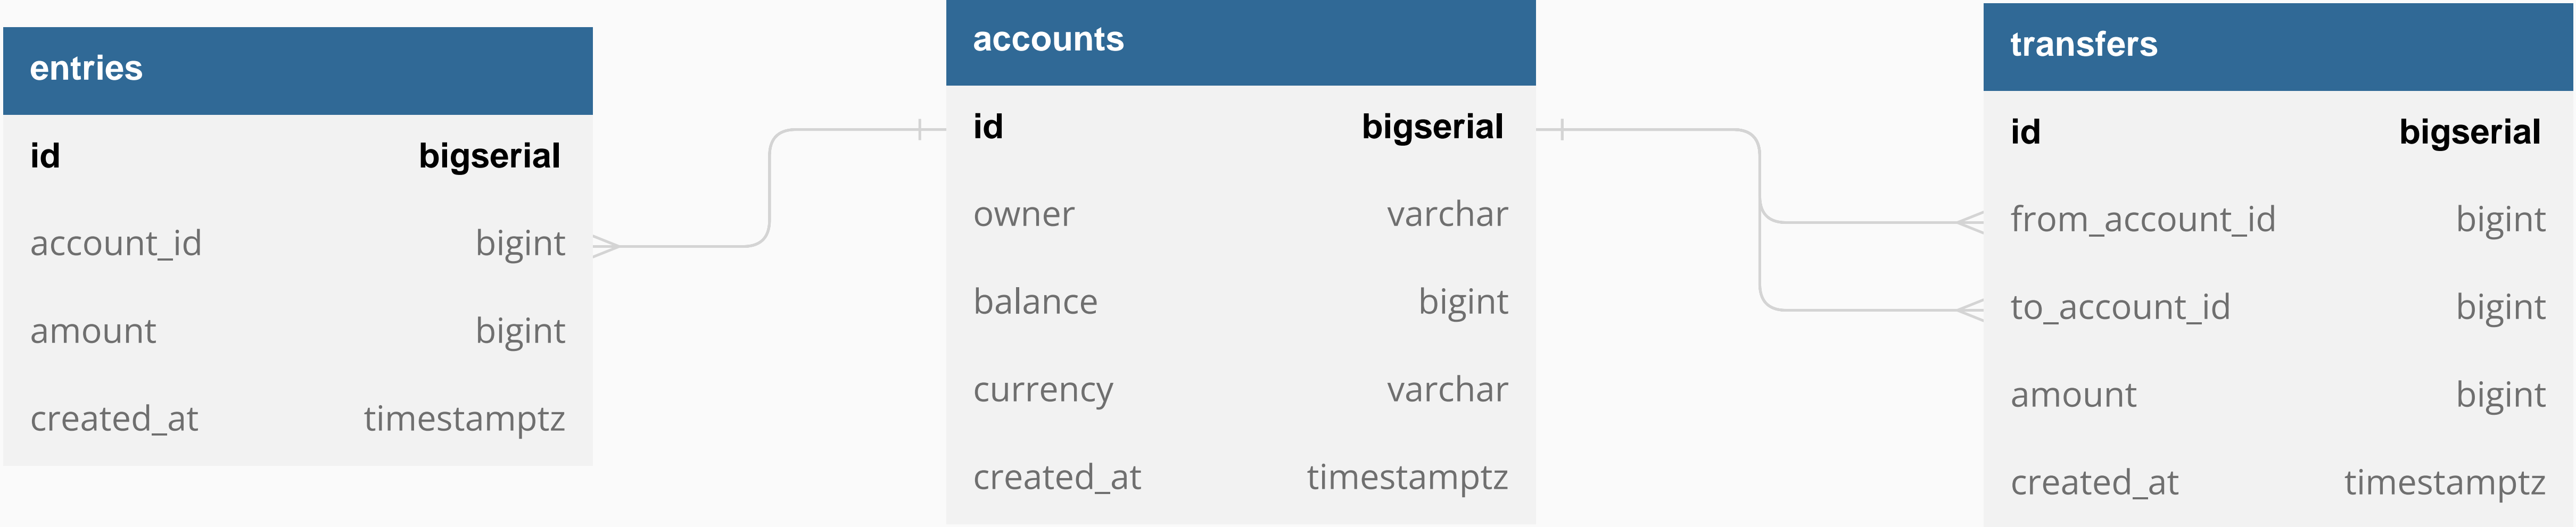 entries
id bigserial
account_id bigint
amount bigint
created_at timestamptz
accounts
id bigserial
owner varchar
balance bigint
currency varchar
created_at timestamptz
transfers
id bigserial
from_account_id bigint
to_account_id bigint
amount bigint
created_at timestamptz